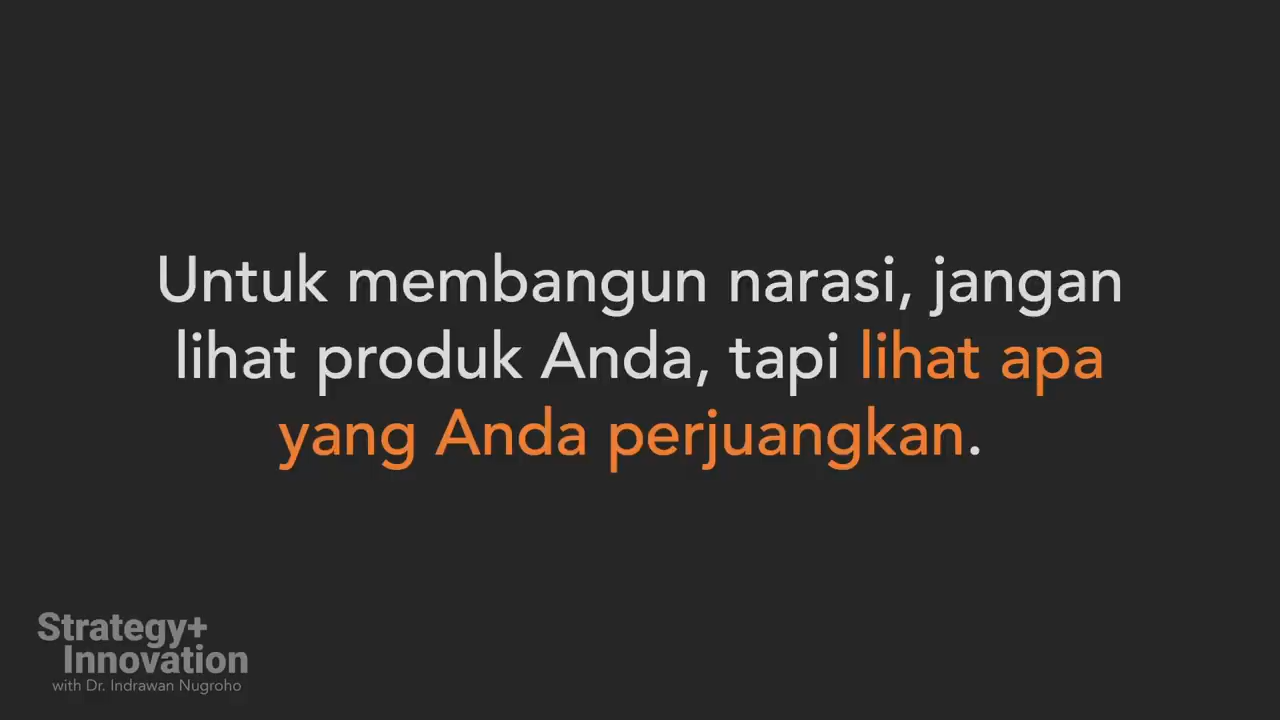 Untuk membangun narasi, jangan
lihat produk Anda, tapi lihat apa
yang Anda perjuangkan.
Strategy+
Innovation
with Dr. Indrawan Nugroho